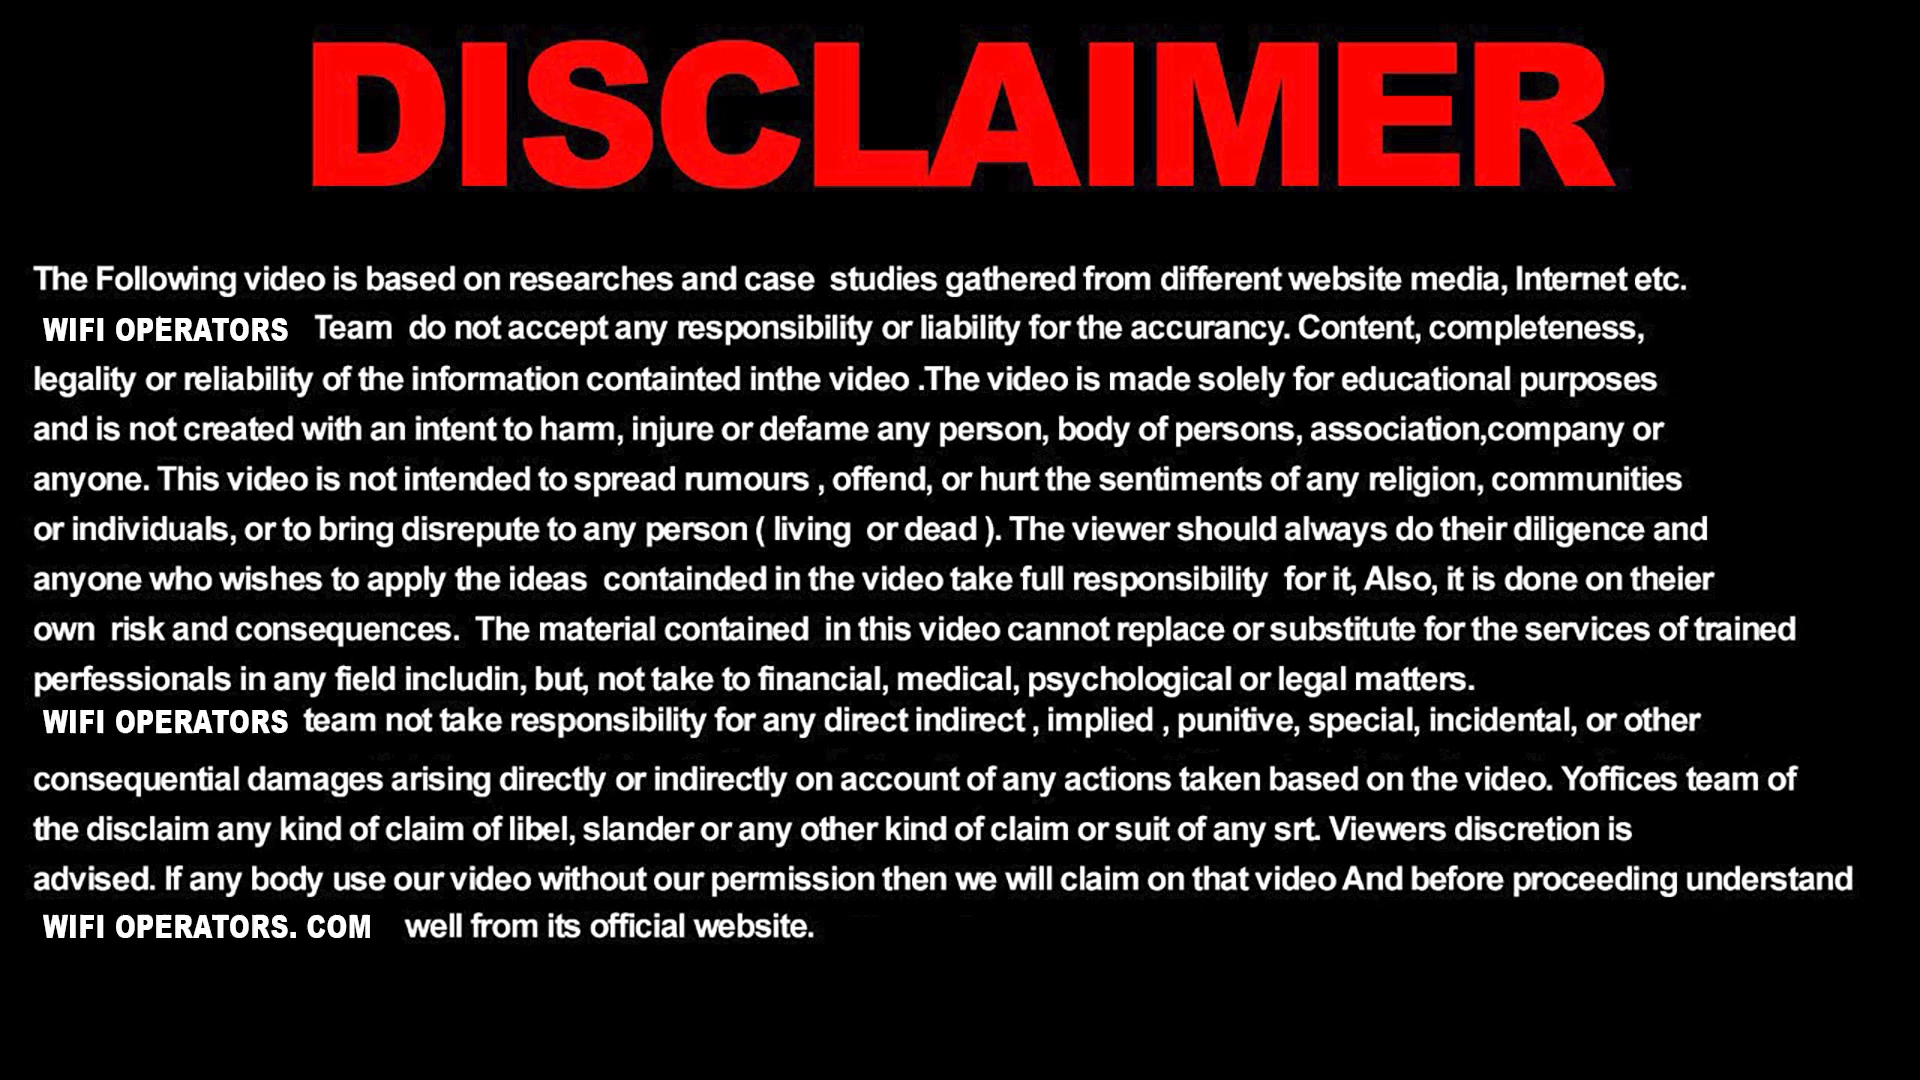 DISCLAIMER
The Following video is based on researches and case studies gathered from different website media, Internet etc.
WIFI OPERATORS Team do not accept any responsibility or liability for the accurancy. Content, completeness,
legality or reliability of the information containted inthe video .The video is made solely for educational purposes
and is not created with an intent to harm, injure or defame any person, body of persons, association,company or
anyone. This video is not intended to spread rumours , offend, or hurt the sentiments of any religion, communities
or individuals, or to bring disrepute to any person ( living or dead ). The viewer should always do their diligence and
anyone who wishes to apply the ideas containded in the video take full responsibility for it, Also, it is done on theier
own risk and consequences. The material contained in this video cannot replace or substitute for the services of trained
perfessionals in any field includin, but, not take to financial, medical, psychological or legal matters.
WIFI OPERATORS team not take responsibility for any direct indirect , implied , punitive, special, incidental, or other
consequential damages arising directly or indirectly on account of any actions taken based on the video. Yoffices team of
the disclaim any kind of claim of libel, slander or any other kind of claim or suit of any srt. Viewers discretion is
advised. If any body use our video without our permission then we will claim on that video And before proceeding understand
WIFI OPERATORS. COM well from its official website.